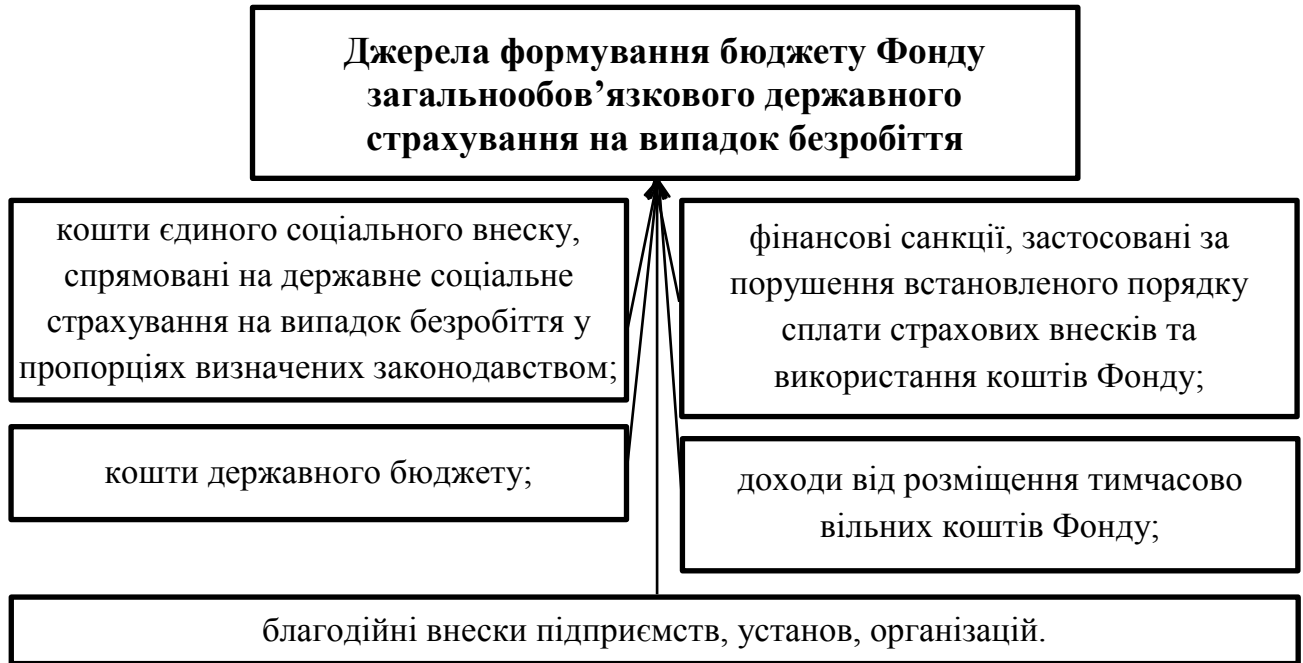 Джерела формування бюджету Фонду
загальнообов’язкового державного
страхування на випадок безробіття
кошти єдиного соціального внеску,
спрямовані на державне соціальне
страхування на випадок безробіття у
пропорціях визначених законодавством;
фінансові санкції, застосовані за
порушення встановленого порядку
сплати страхових внесків та
використання коштів Фонду;
кошти державного бюджету;
доходи від розміщення тимчасово
вільних коштів Фонду;
благодійні внески підприємств, установ, організацій.